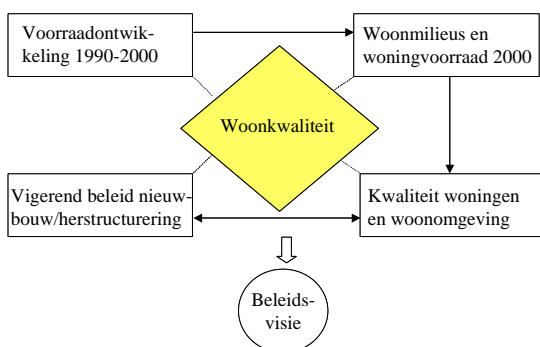 Voorraadontwik-
keling 1990-2000
Woonmilieus en
woningvoorraad 2000
Woonkwaliteit
Vigerend beleid nieuw-
bouw/herstructurering
Kwaliteit woningen
en woonomgeving
Beleids-
visie